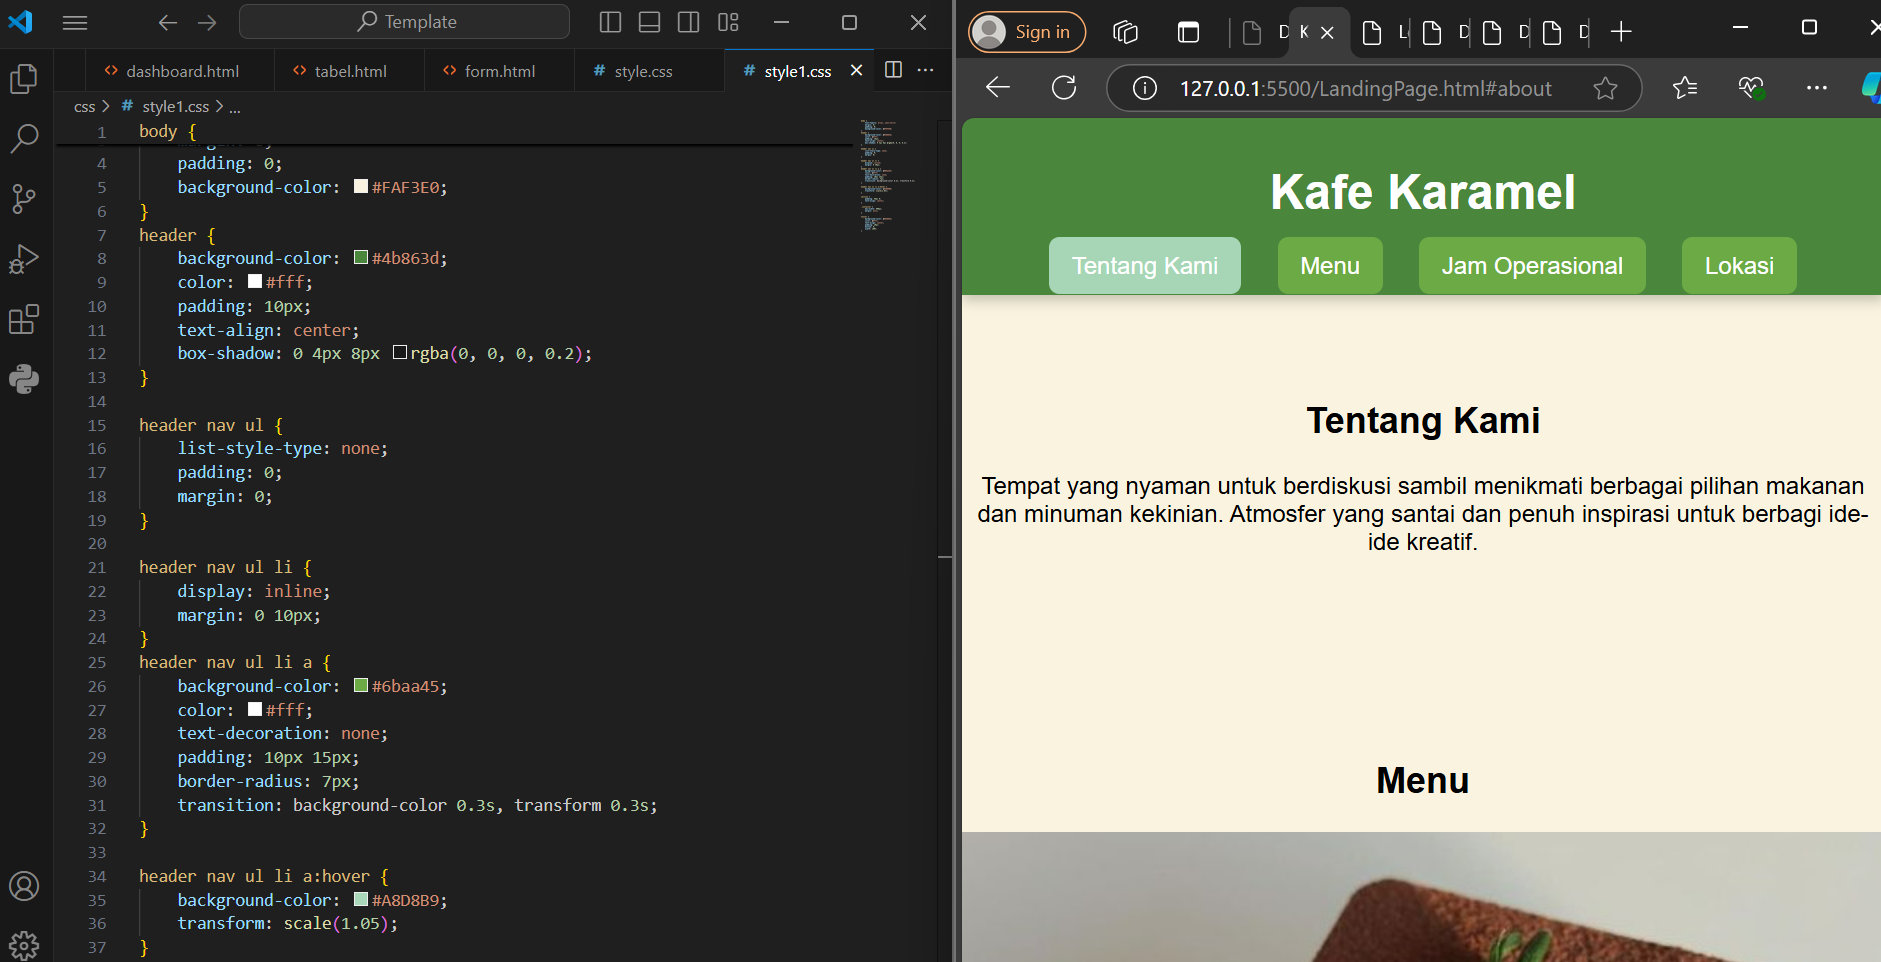 Template
dashboard.html
tabel.html
form.html
# style.css
# style1.css
css > # style1.css > ...
1 body {
4 padding: 0;
5 background-color: #FAF3E0;
6 }
7 header {
8 background-color: #4b863d;
9 color: #fff;
10 padding: 10px;
11 text-align: center;
12 box-shadow: 0 4px 8px rgba(0, 0, 0, 0.2);
13 }
14
15 header nav ul {
16 list-style-type: none;
17 padding: 0;
18 margin: 0;
19 }
20
21 header nav ul li {
22 display: inline;
23 margin: 0 10px;
24 }
25 header nav ul li a {
26 background-color: #6baa45;
27 color: #fff;
28 text-decoration: none;
29 padding: 10px 15px;
30 border-radius: 7px;
31 transition: background-color 0.3s, transform 0.3s;
32 }
33
34 header nav ul li a:hover {
35 background-color: #A8D8B9;
36 transform: scale(1.05);
37 }
Sign in
D
K
L
D
D
D
127.0.0.1:5500/LandingPage.html#about
Kafe Karamel
Tentang Kami
Menu
Jam Operasional
Lokasi
Tentang Kami
Tempat yang nyaman untuk berdiskusi sambil menikmati berbagai pilihan makanan
dan minuman kekinian. Atmosfer yang santai dan penuh inspirasi untuk berbagi ide-
ide kreatif.
Menu